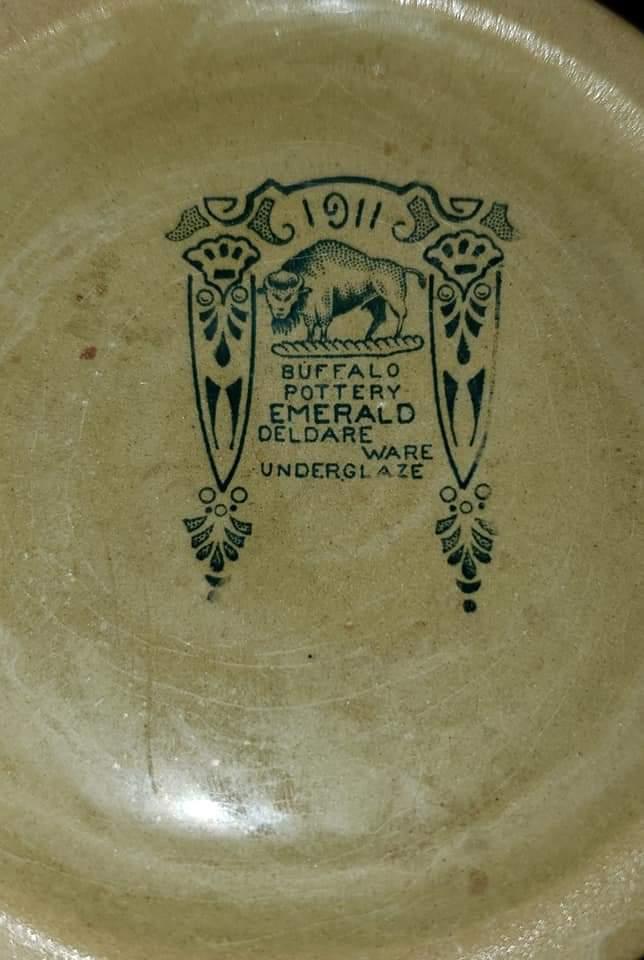 1911
BUFFALO
POTTERY
EMERALD
DELDARE
WARE
UNDERGLAZE